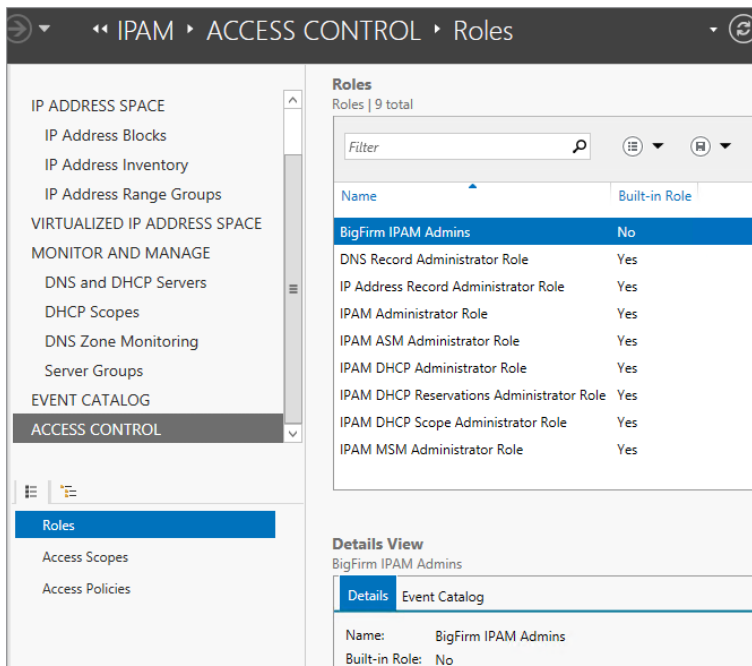 IPAM ACCESS CONTROL Roles
IP ADDRESS SPACE
IP Address Blocks
IP Address Inventory
IP Address Range Groups
VIRTUALIZED IP ADDRESS SPACE
MONITOR AND MANAGE
DNS and DHCP Servers
DHCP Scopes
DNS Zone Monitoring
Server Groups
EVENT CATALOG
ACCESS CONTROL
Roles
Access Scopes
Access Policies
Roles
Roles | 9 total
Filter
Name Built-in Role
BigFirm IPAM Admins No
DNS Record Administrator Role Yes
IP Address Record Administrator Role Yes
IPAM Administrator Role Yes
IPAM ASM Administrator Role Yes
IPAM DHCP Administrator Role Yes
IPAM DHCP Reservations Administrator Role Yes
IPAM DHCP Scope Administrator Role Yes
IPAM MSM Administrator Role Yes
Details View
BigFirm IPAM Admins
Details Event Catalog
Name: BigFirm IPAM Admins
Built-in Role: No